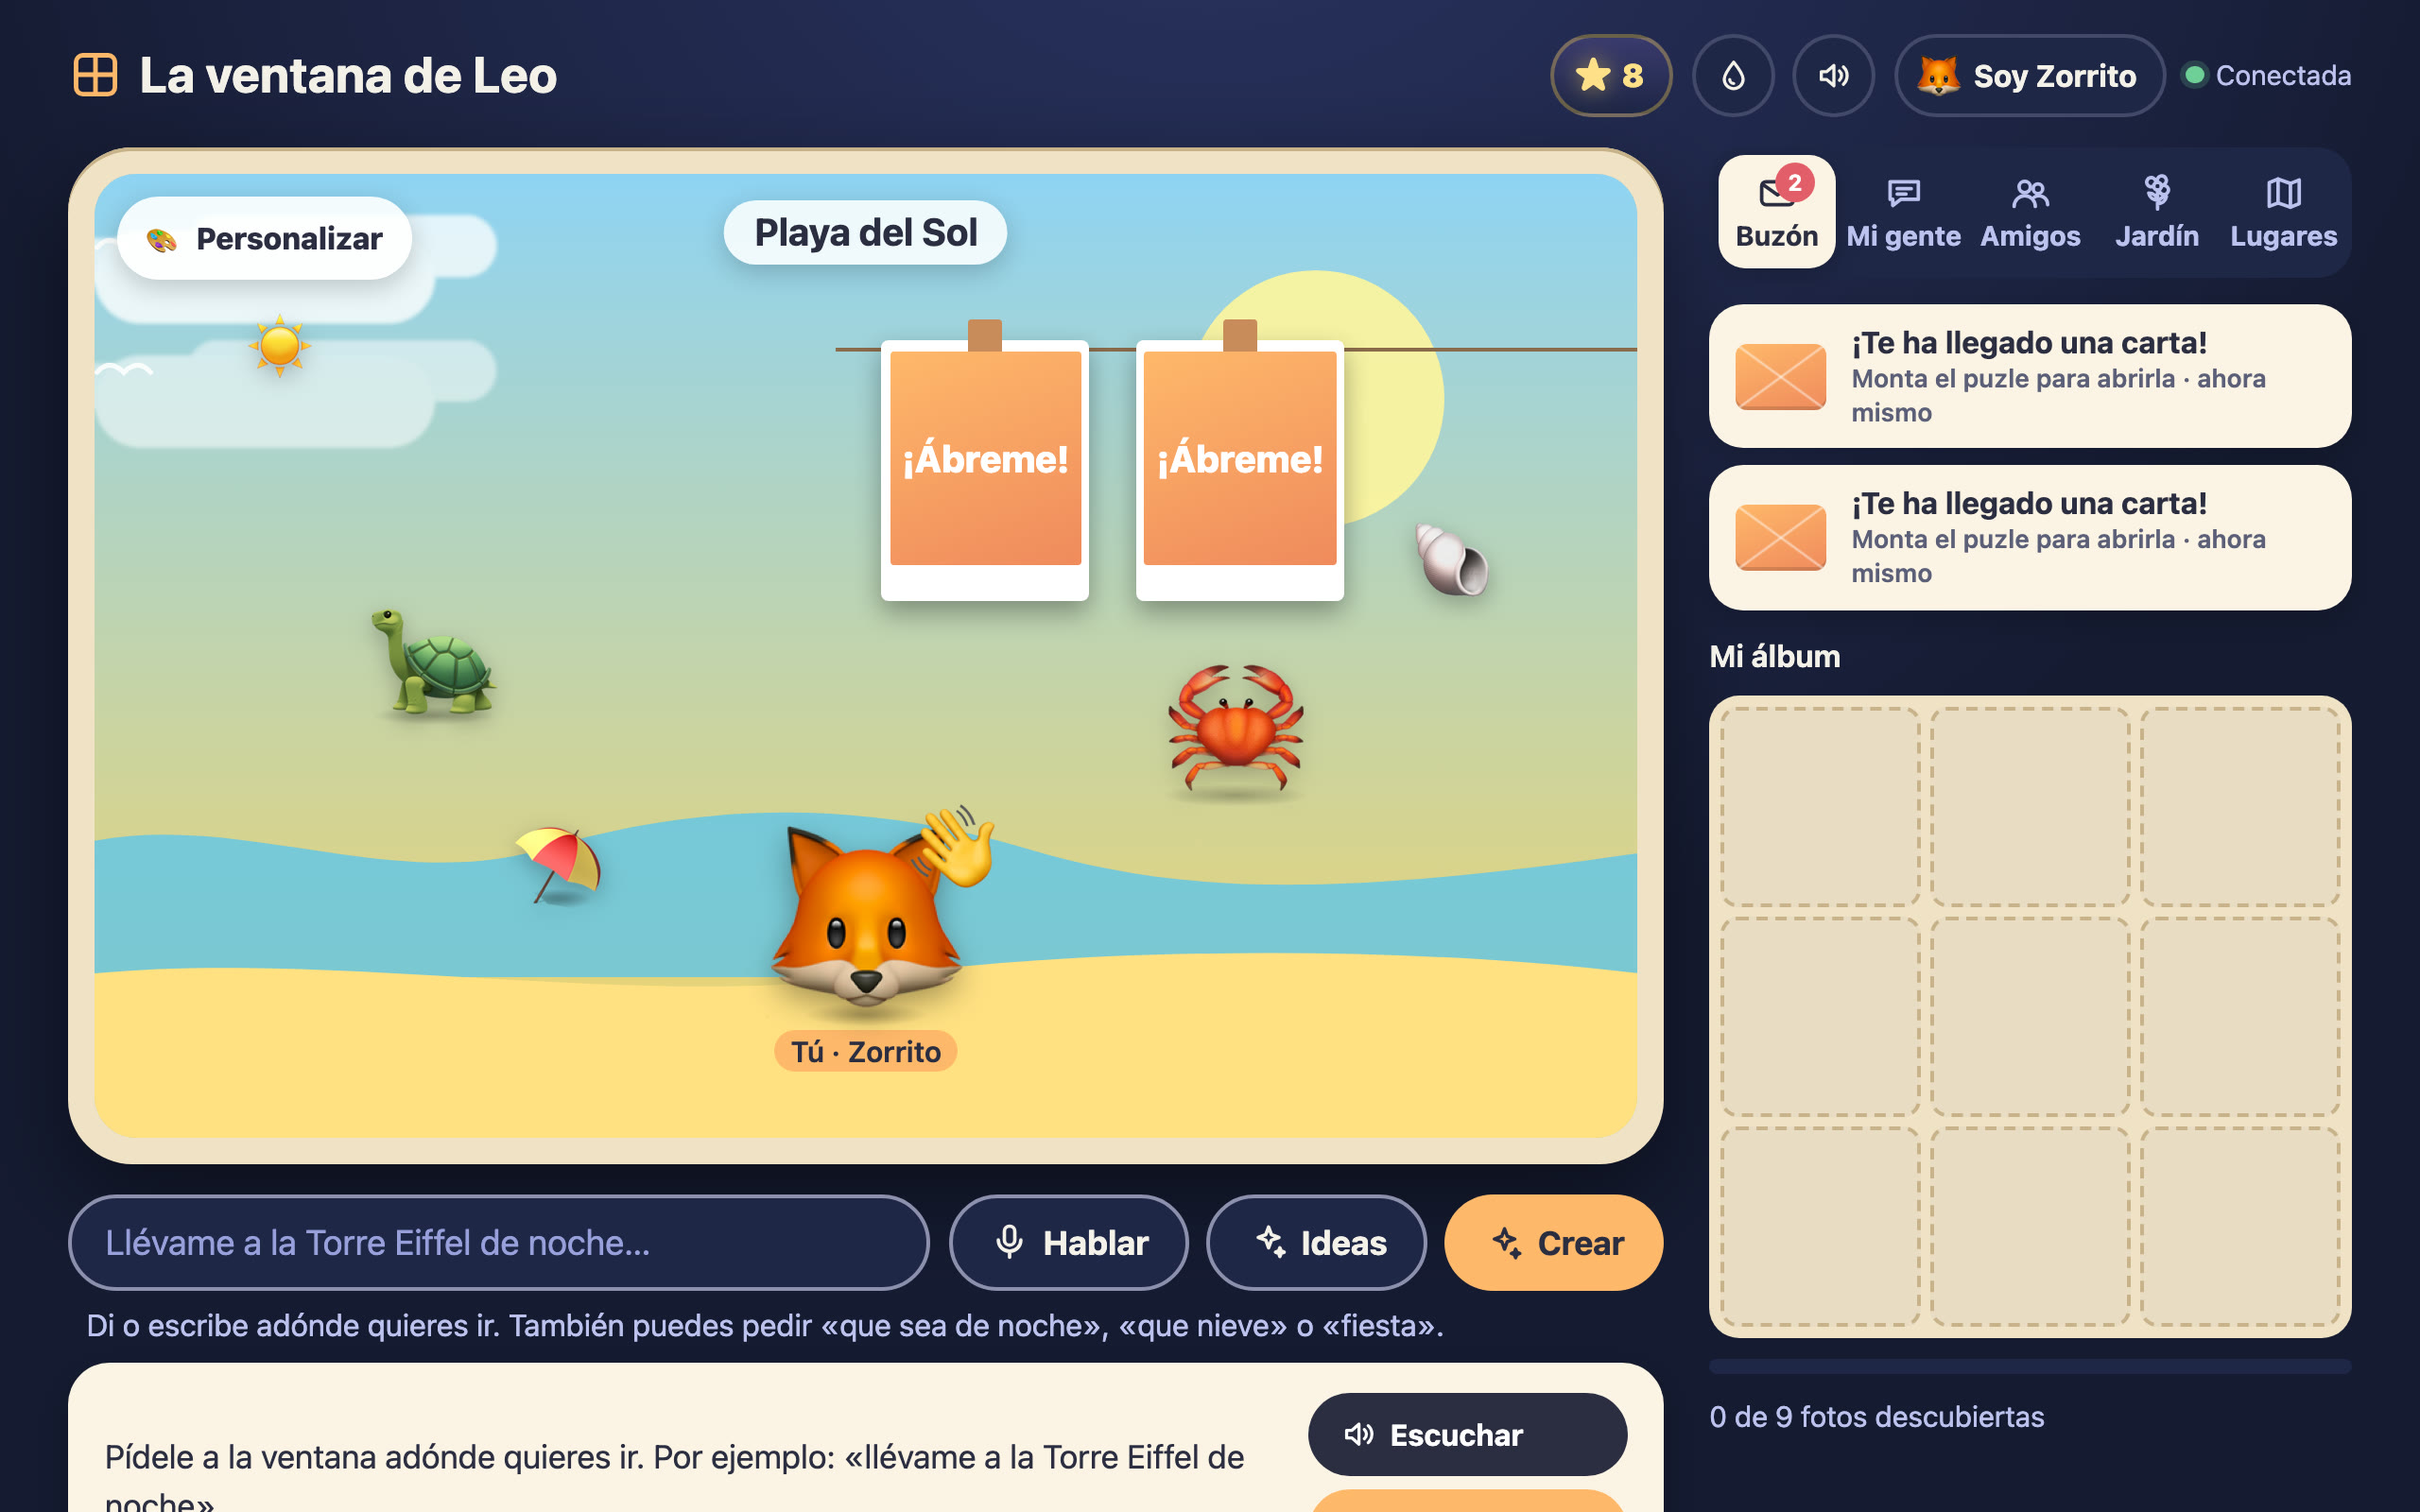 La ventana de Leo
8
Soy Zorrito
Conectada
Personalizar
Playa del Sol
¡Ábreme!
¡Ábreme!
Tú · Zorrito
Llévame a la Torre Eiffel de noche...
Hablar
Ideas
Crear
Di o escribe adónde quieres ir. También puedes pedir «que sea de noche», «que nieve» o «fiesta».
Pídele a la ventana adónde quieres ir. Por ejemplo: «llévame a la Torre Eiffel de
noche»
Escuchar
2
Buzón
Mi gente
Amigos
Jardín
Lugares
¡Te ha llegado una carta!
Monta el puzle para abrirla · ahora
mismo
¡Te ha llegado una carta!
Monta el puzle para abrirla · ahora
mismo
Mi álbum
0 de 9 fotos descubiertas